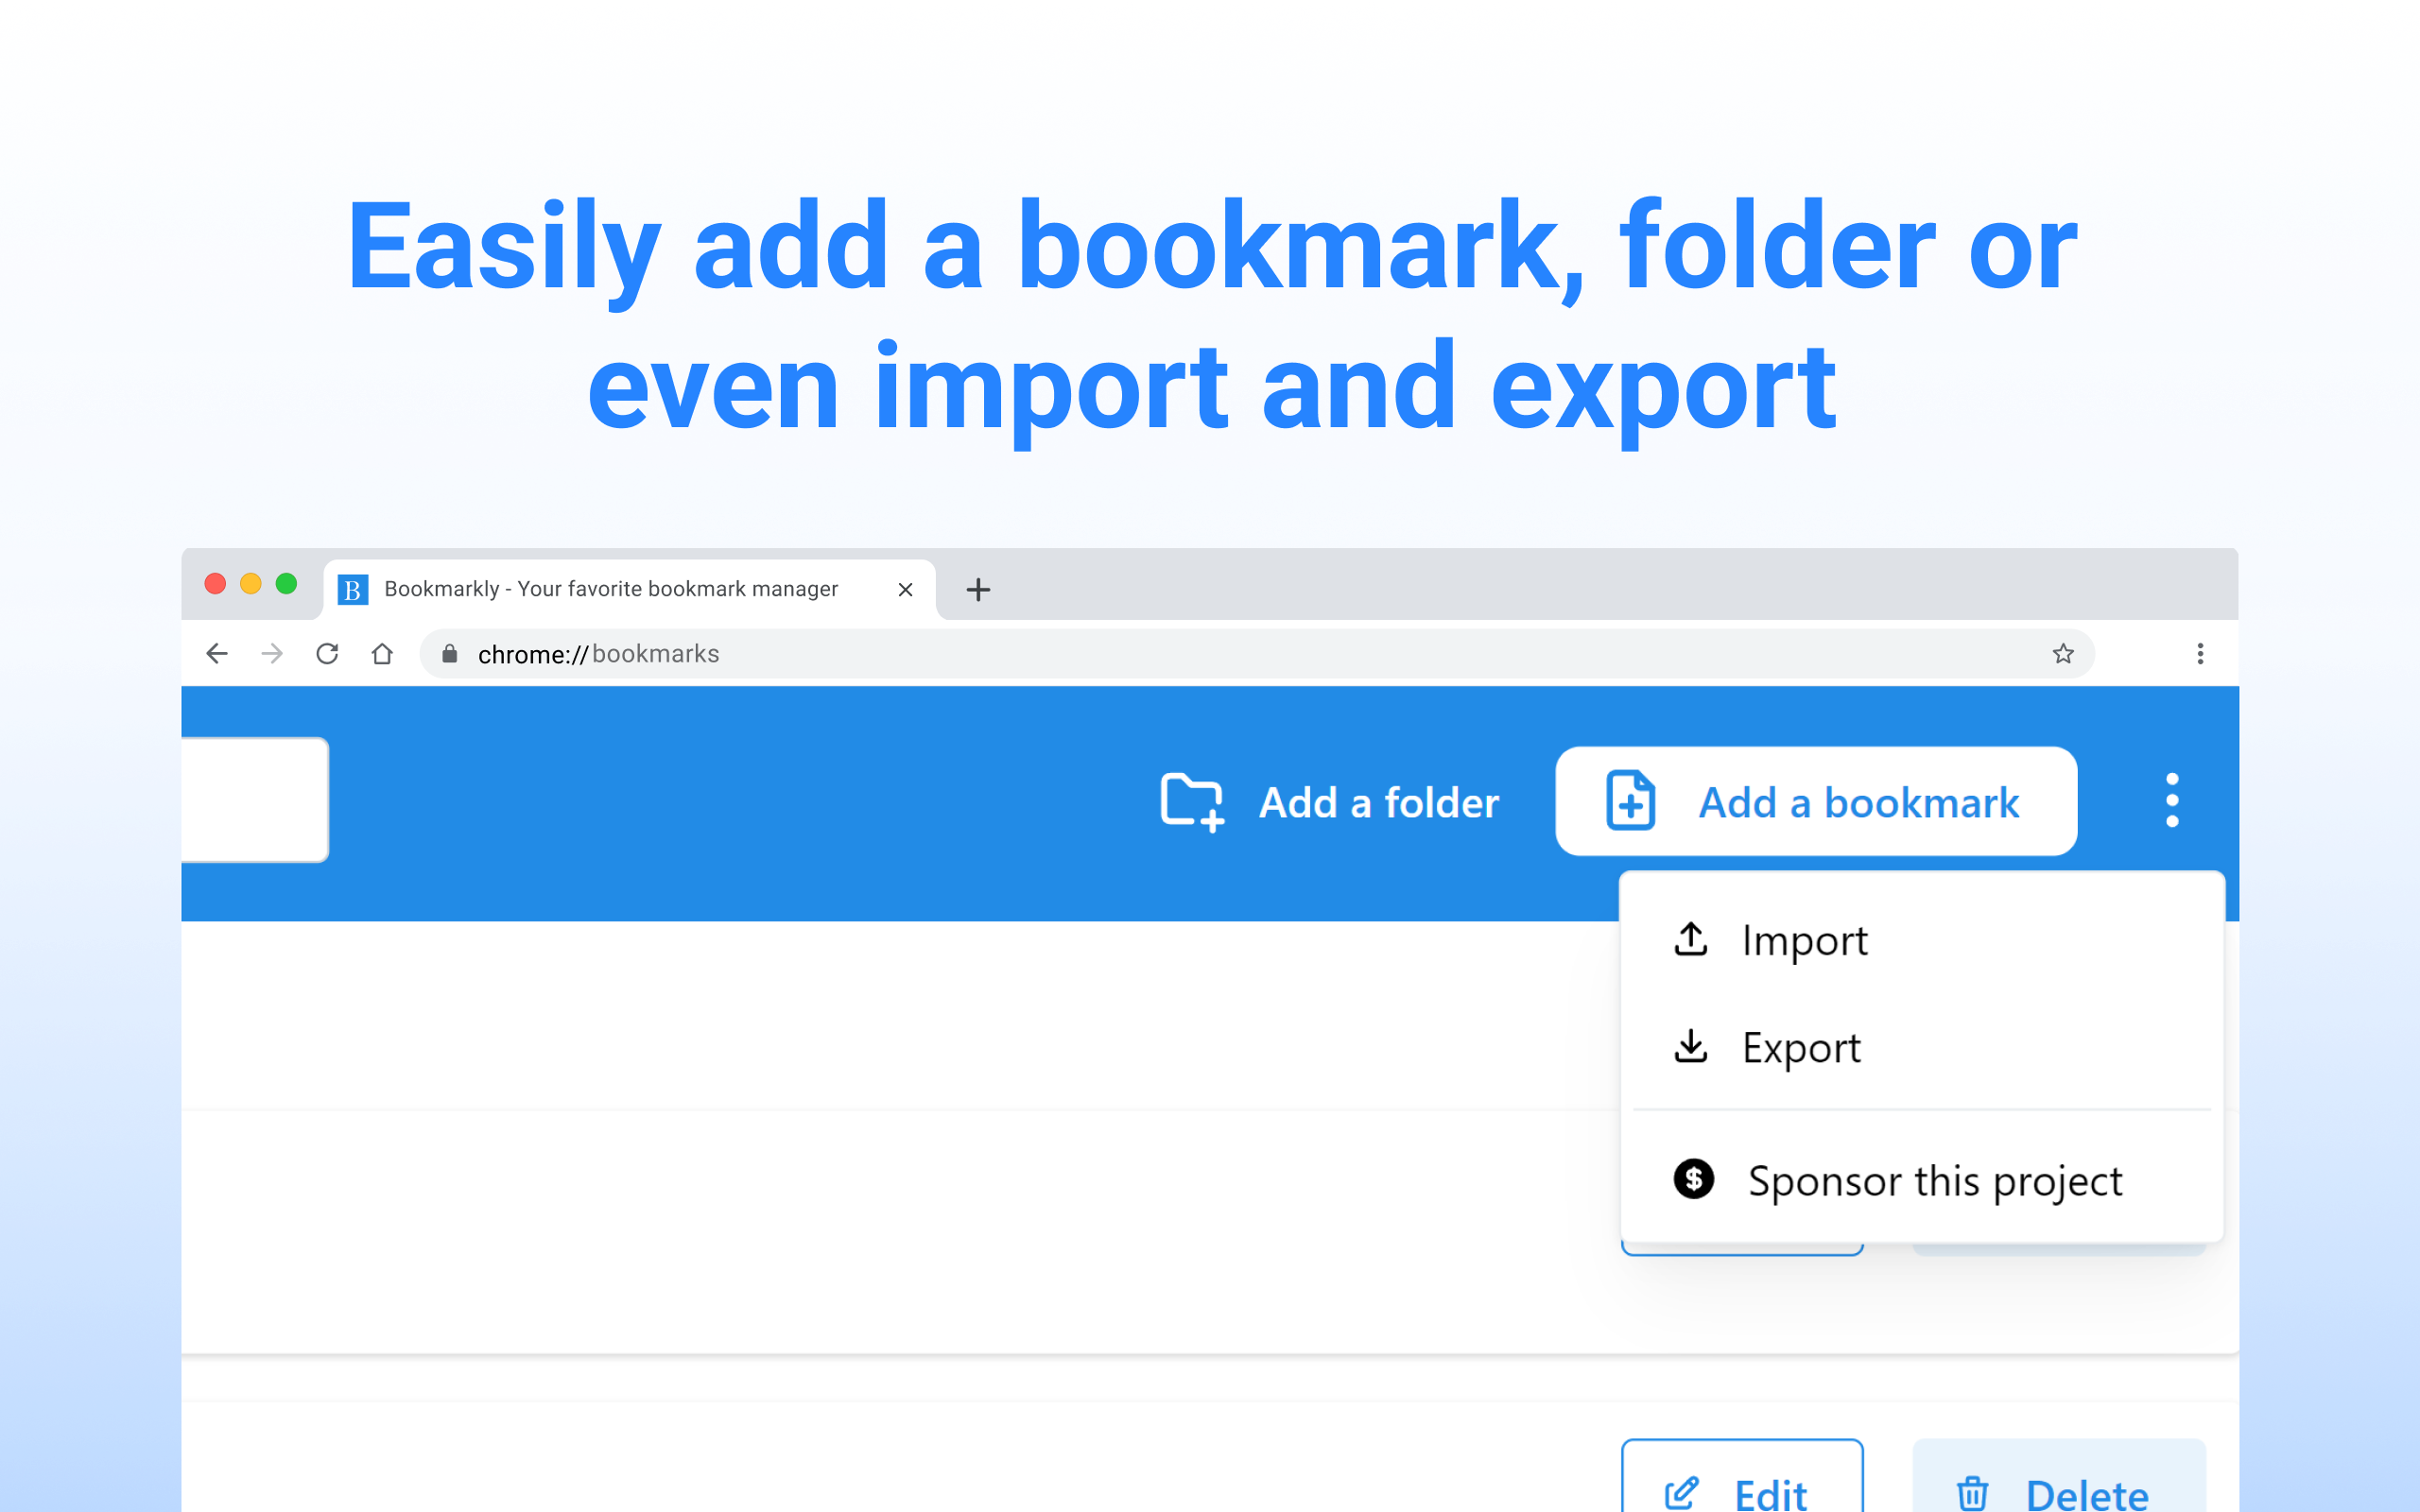 Easily add a bookmark, folder or
even import and export
B Bookmarkly - Your favorite bookmark manager
chrome://bookmarks
Add a folder
Add a bookmark
Import
Export
$ Sponsor this project
Edit
Delete